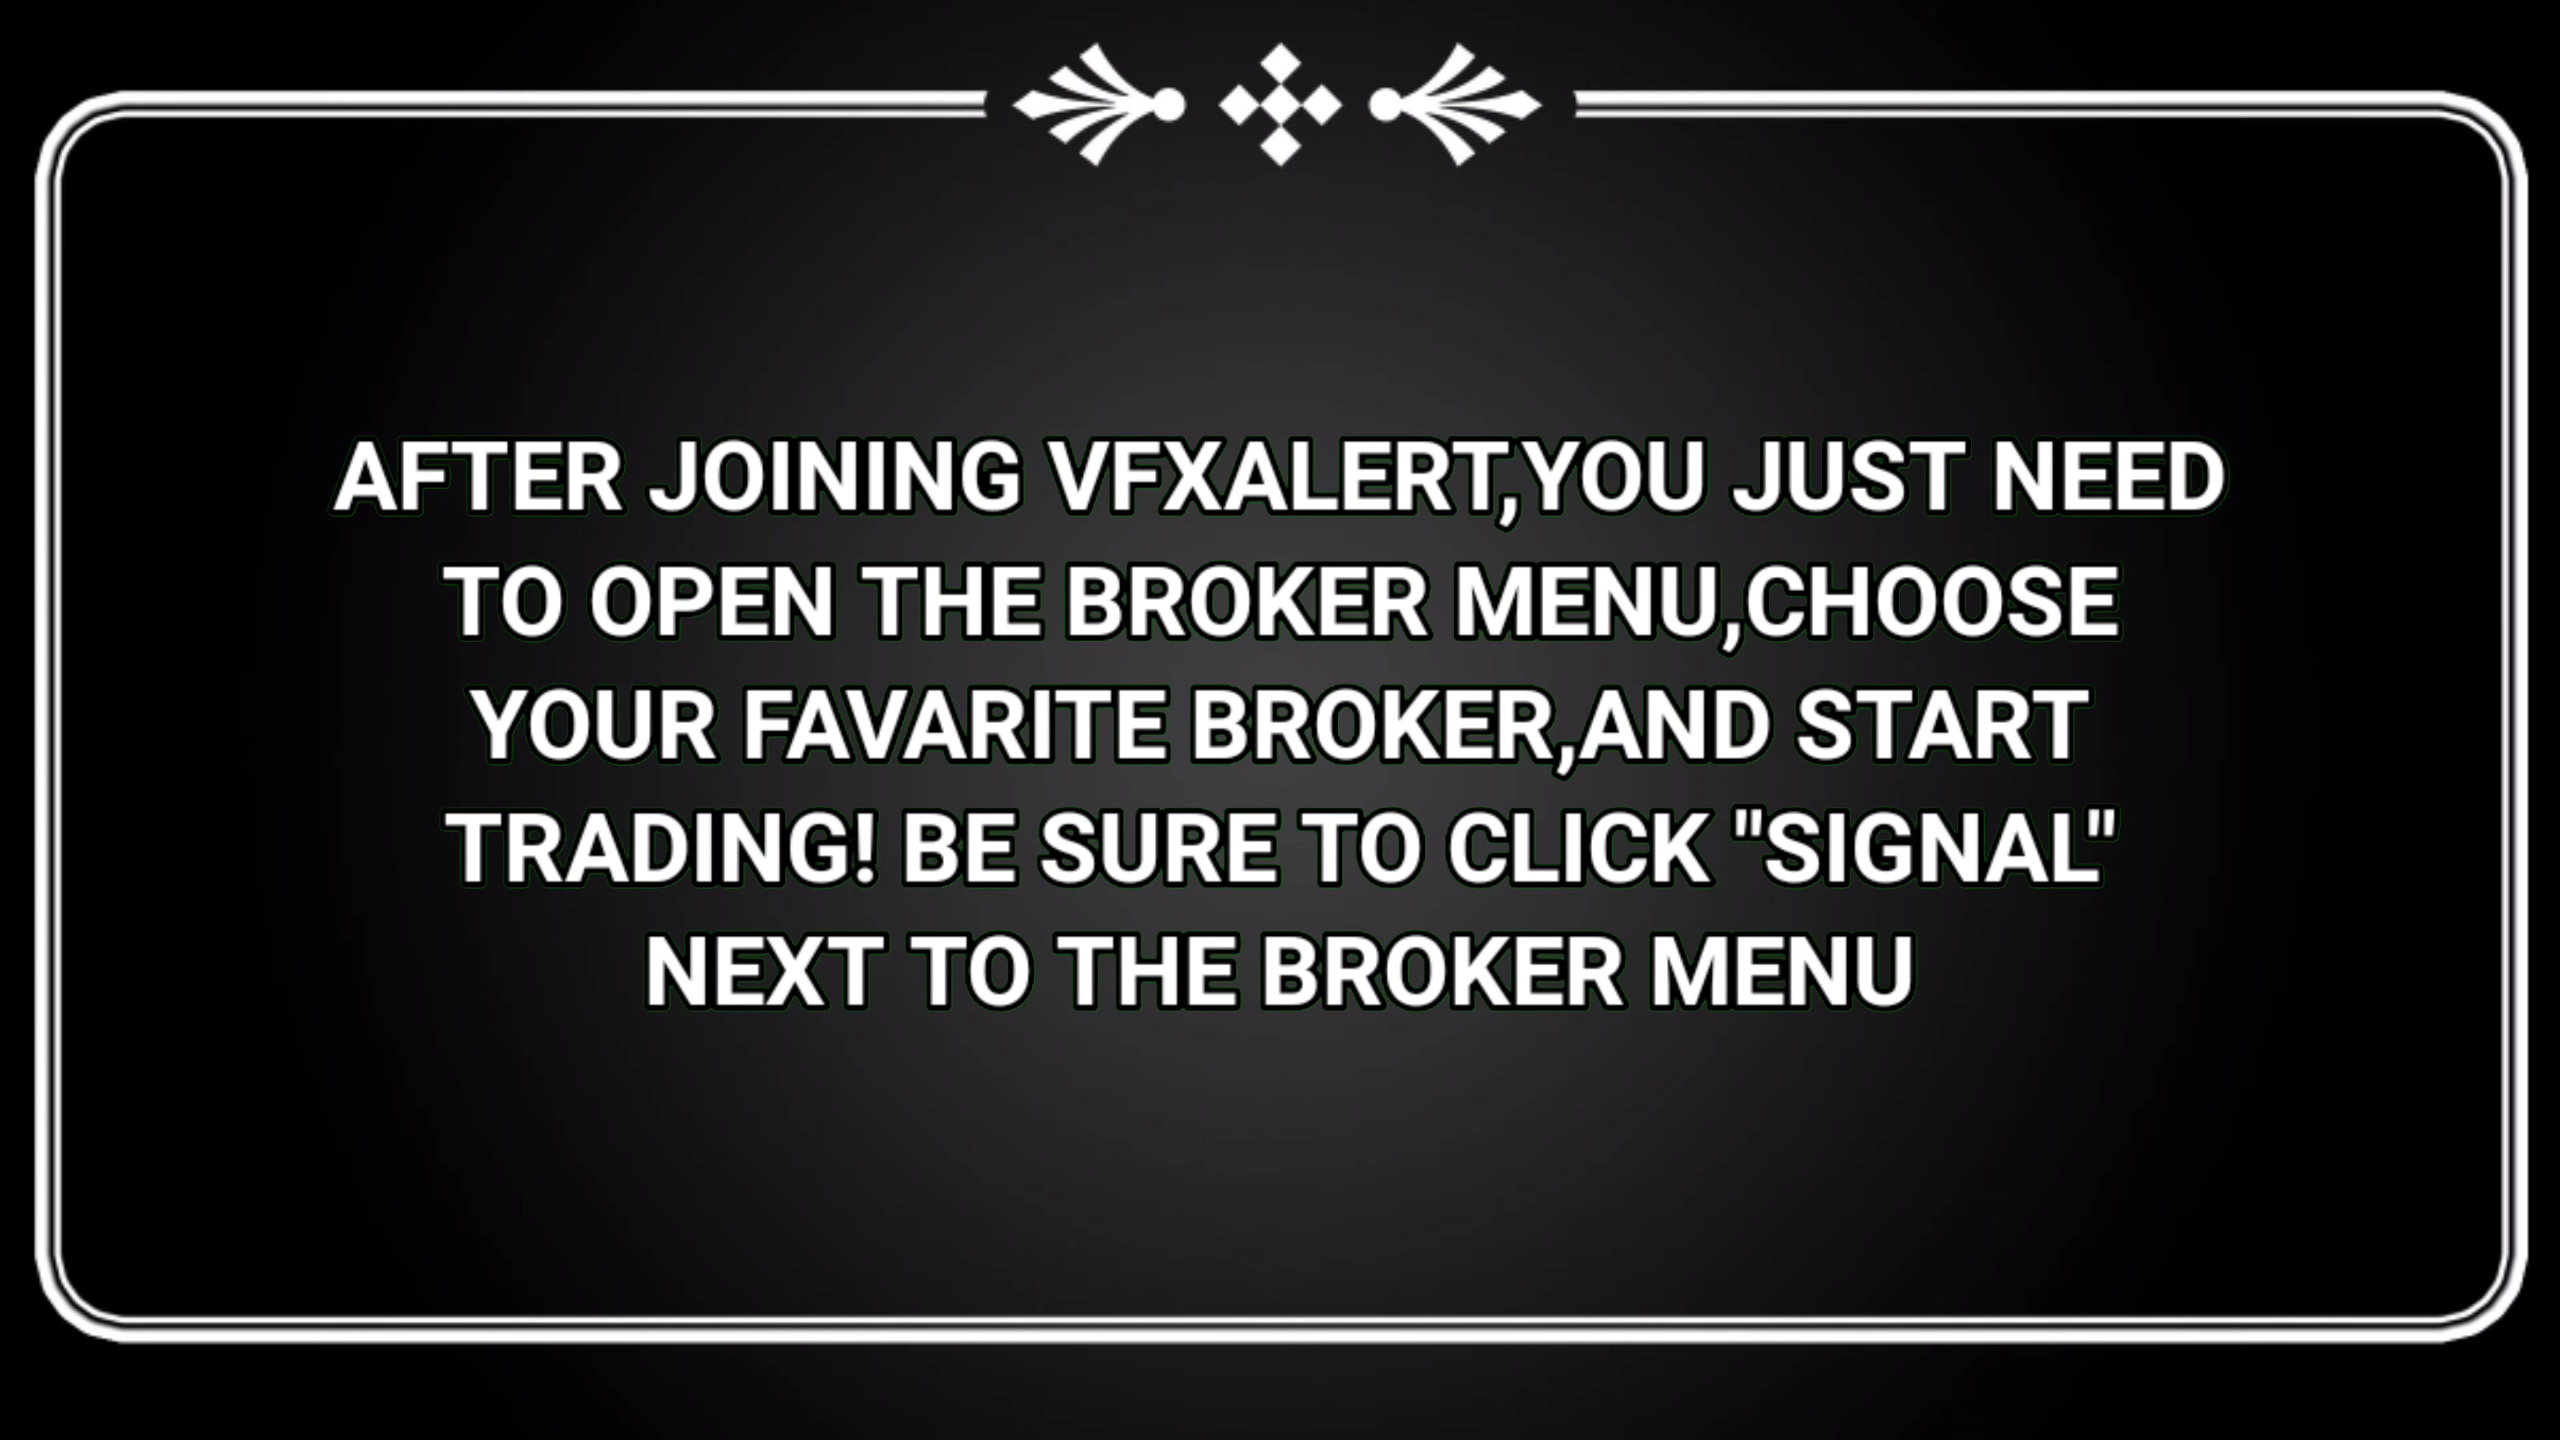 AFTER JOINING VFXALERT,YOU JUST NEED
TO OPEN THE BROKER MENU,CHOOSE
YOUR FAVARITE BROKER,AND START
TRADING! BE SURE TO CLICK "SIGNAL"
NEXT TO THE BROKER MENU